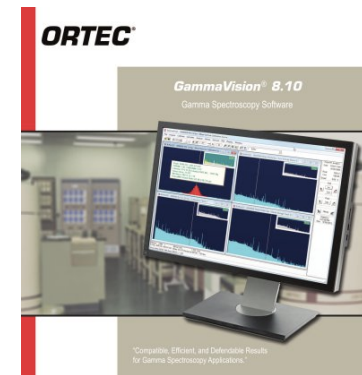 ORTEC®
GammaVision® 8.10
Gamma Spectroscopy Software
"Compatible, Efficient, and Defendable Results
for Gamma Spectroscopy Applications."